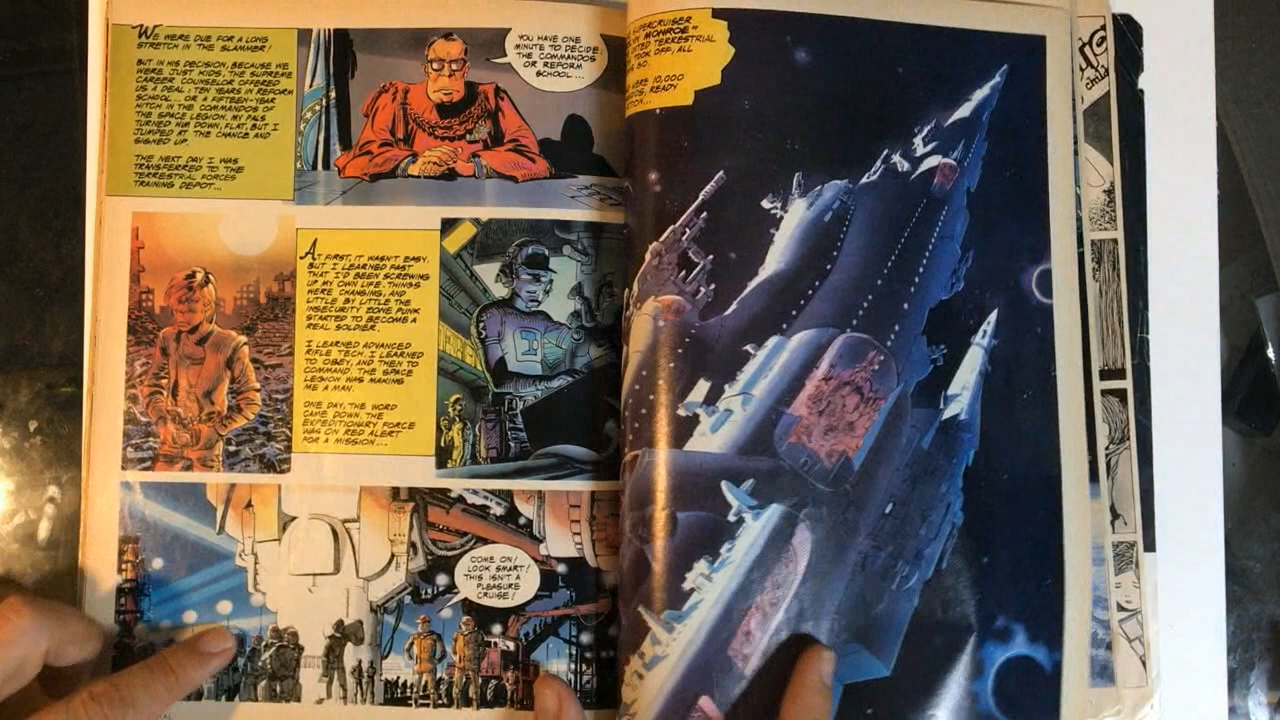 WE WERE DUE FOR A LONG
STRETCH IN THE SLAMMER!
BUT IN HIS DECISION, BECAUSE WE
WERE JUST KIDS, THE SUPREME
CAREER COUNSELOR OFFERED
US A DEAL: TEN YEARS IN REFORM
SCHOOL... OR A FIFTEEN-YEAR
HITCH IN THE COMMANDOS OF
THE SPACE LEGION. MY PALS
TURNED HIM DOWN, FLAT, BUT I
JUMPED AT THE CHANCE AND
SIGNED UP.
THE NEXT DAY I WAS
TRANSFERRED TO THE
TERRESTRIAL FORCES
TRAINING DEPOT...
YOU HAVE ONE
MINUTE TO DECIDE:
THE COMMANDOS
OR REFORM
SCHOOL...
AT FIRST, IT WASN'T EASY.
BUT I LEARNED FAST
THAT I'D BEEN SCREWING
UP MY OWN LIFE. THINGS
WERE CHANGING, AND
LITTLE BY LITTLE THE
INSECURITY ZONE PUNK
STARTED TO BECOME A
REAL SOLDIER.
I LEARNED ADVANCED
RIFLE TECH. I LEARNED
TO OBEY, AND THEN TO
COMMAND. THE SPACE
LEGION WAS MAKING
ME A MAN.
ONE DAY, THE WORD
CAME DOWN. THE
EXPEDITIONARY FORCE
WAS ON RED ALERT
FOR A MISSION...
COME ON!
LOOK SMART!
THIS ISN'T A
PLEASURE
CRUISE!
SUPERCRUISER
MONROE"
TERRESTRIAL
TOOK OFF, ALL
GO.
WERE 10,000
READY
child